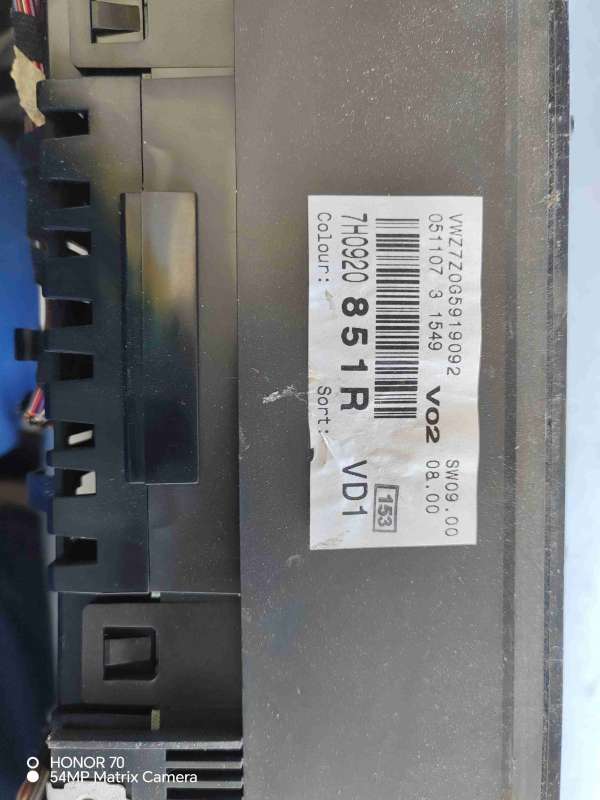 VWZ7Z0G5919092 SW09.00
051107 3 1549 V02 08.00
7H0920 851R VD1 153
Colour: Sort:
HONOR 70
54MP Matrix Camera